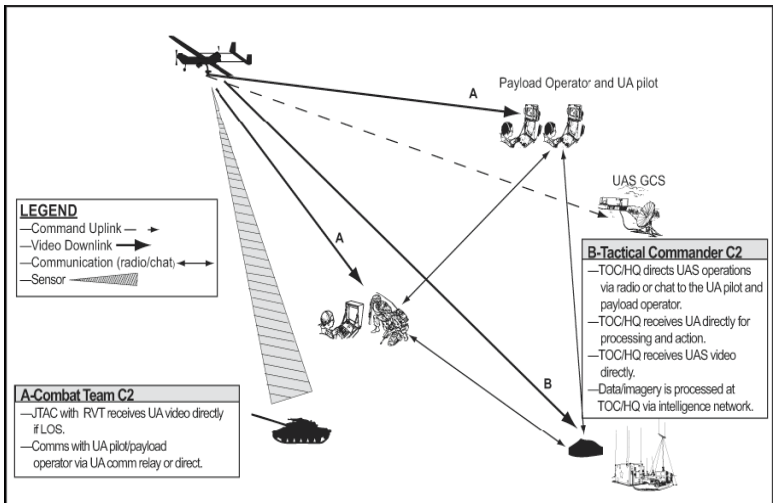 Payload Operator and UA pilot
A
UAS GCS
LEGEND
—Command Uplink
—Video Downlink
—Communication (radio/chat)
—Sensor
A
B-Tactical Commander C2
—TOC/HQ directs UAS operations
via radio or chat to the UA pilot and
payload operator.
—TOC/HQ receives UA directly for
processing and action.
—TOC/HQ receives UAS video
directly.
—Data/imagery is processed at
TOC/HQ via intelligence network.
B
A-Combat Team C2
—JTAC with RVT receives UA video directly
if LOS.
—Comms with UA pilot/payload
operator via UA comm relay or direct.